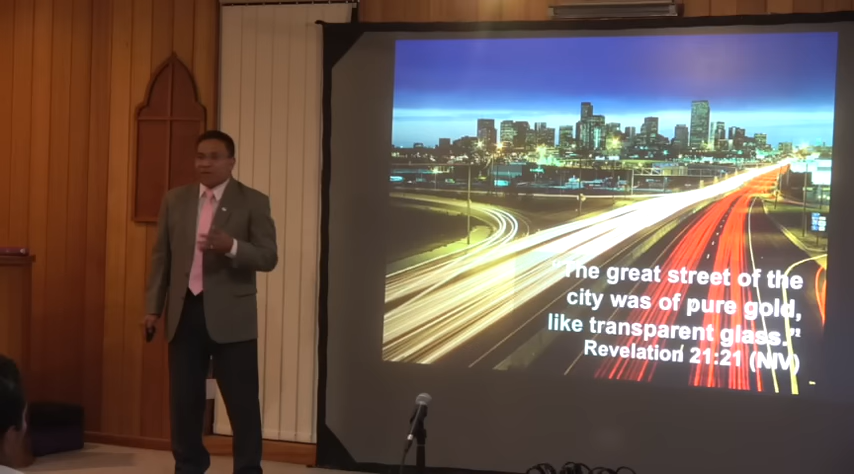 “The great street of the
city was of pure gold,
like transparent glass.”
Revelation 21:21 (NIV)